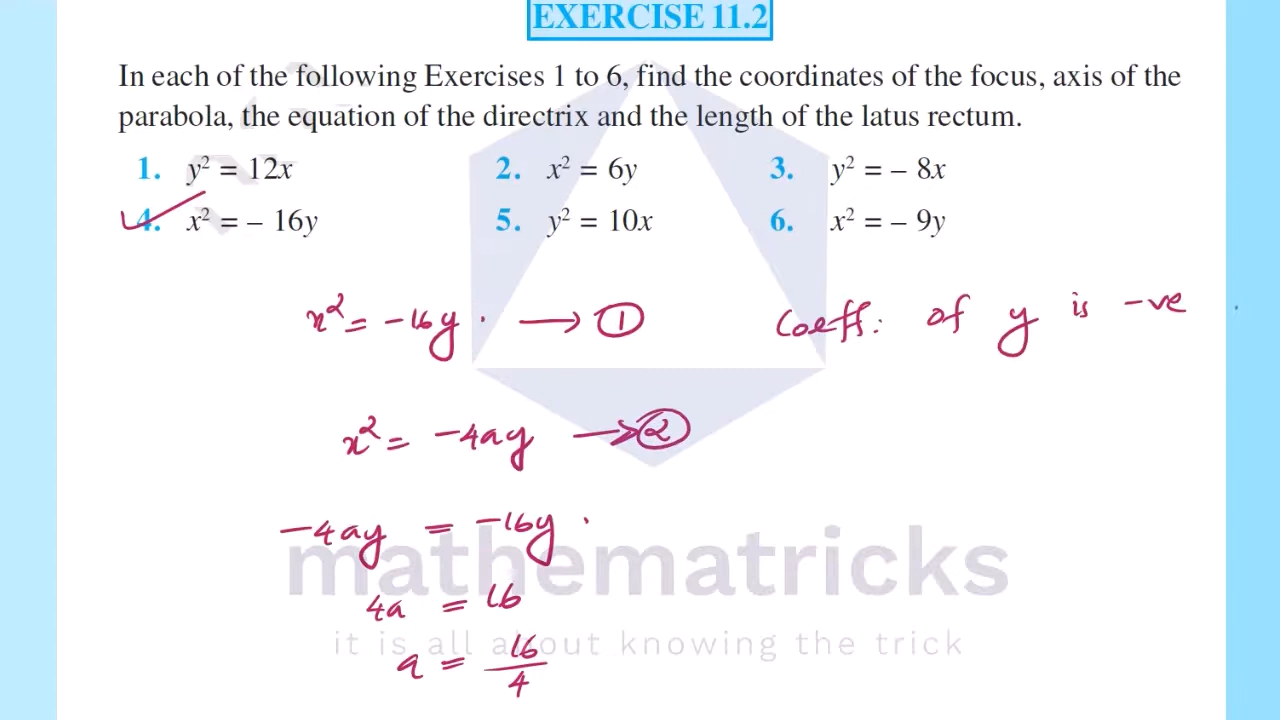 EXERCISE 11.2
In each of the following Exercises 1 to 6, find the coordinates of the focus, axis of the
parabola, the equation of the directrix and the length of the latus rectum.
1. y² = 12x 2. x² = 6y 3. y² = – 8x
4. x² = – 16y 5. y² = 10x 6. x² = – 9y
x² = -16y. → ① Coeff: of y is -ve
x² = -4ay → ②
-4ay = -16y.
mathematricks
4a = 16
it is all about knowing the trick
a = 16/4